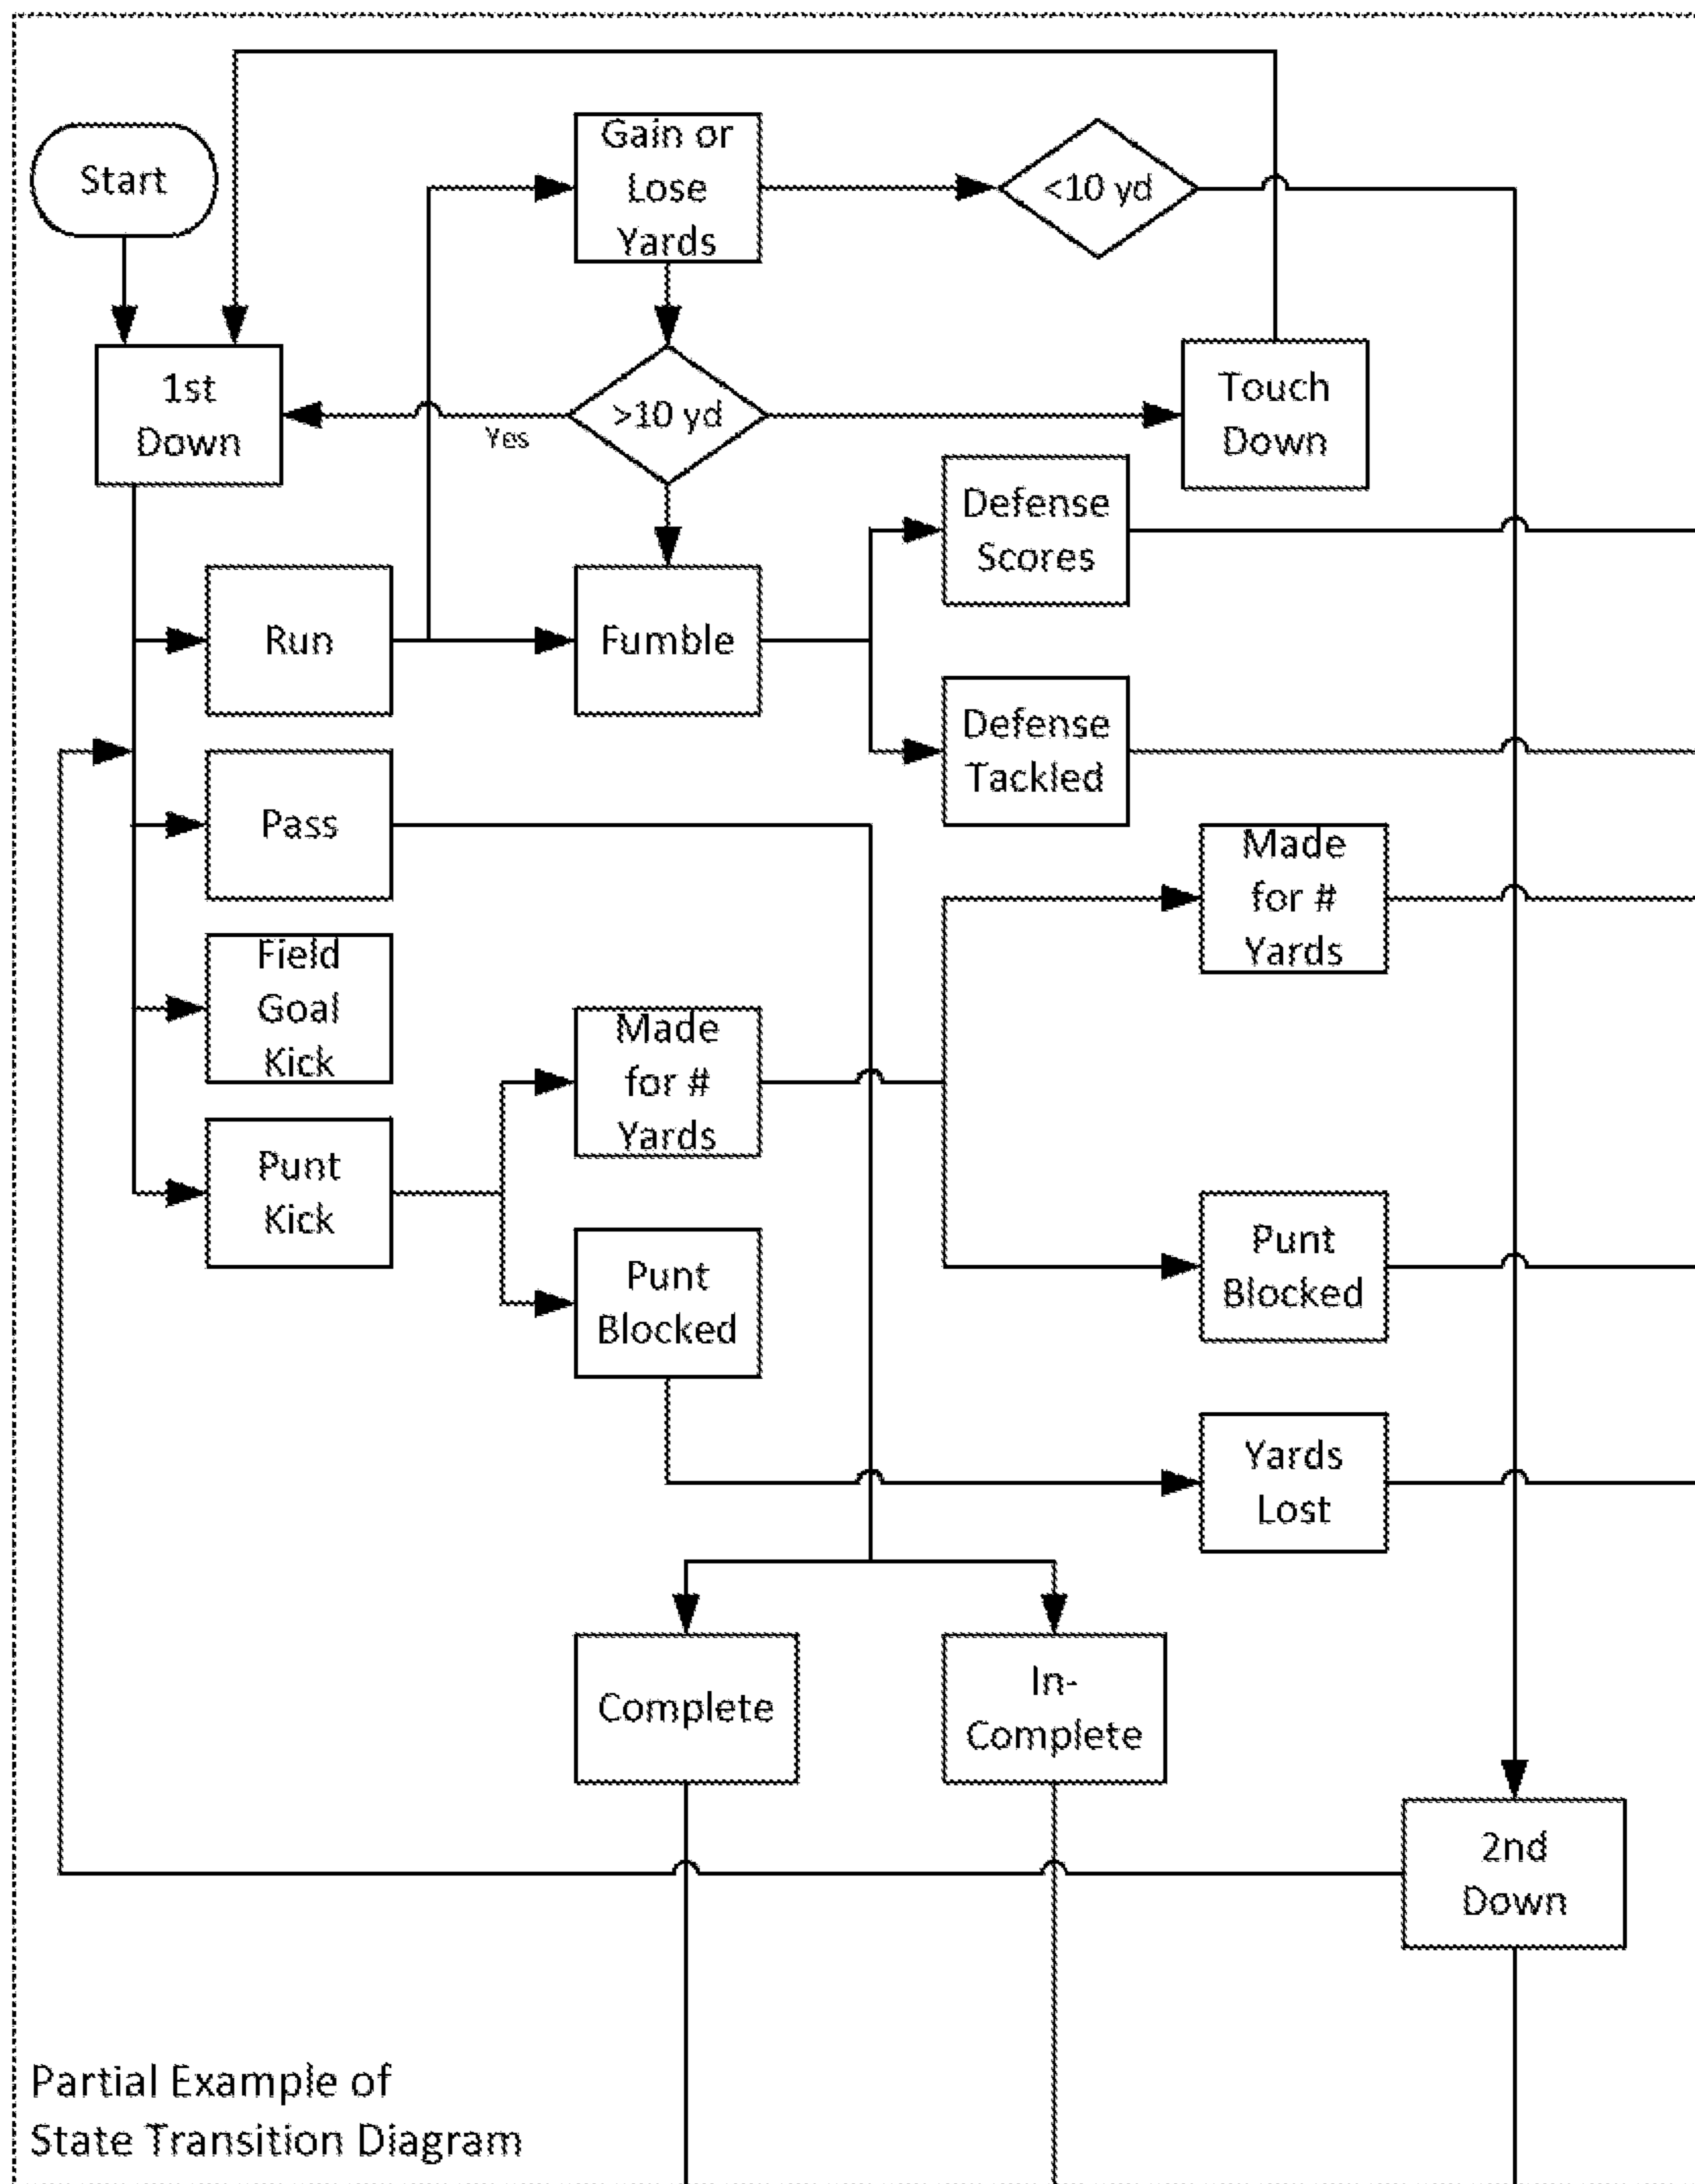 Start
Gain or
Lose
Yards
<10 yd
1st
Down
Yes
>10 yd
Touch
Down
Defense
Scores
Run
Fumble
Defense
Tackled
Pass
Made
for #
Yards
Field
Goal
Kick
Made
for #
Yards
Punt
Kick
Punt
Blocked
Punt
Blocked
Yards
Lost
Complete
In-
Complete
2nd
Down
Partial Example of
State Transition Diagram